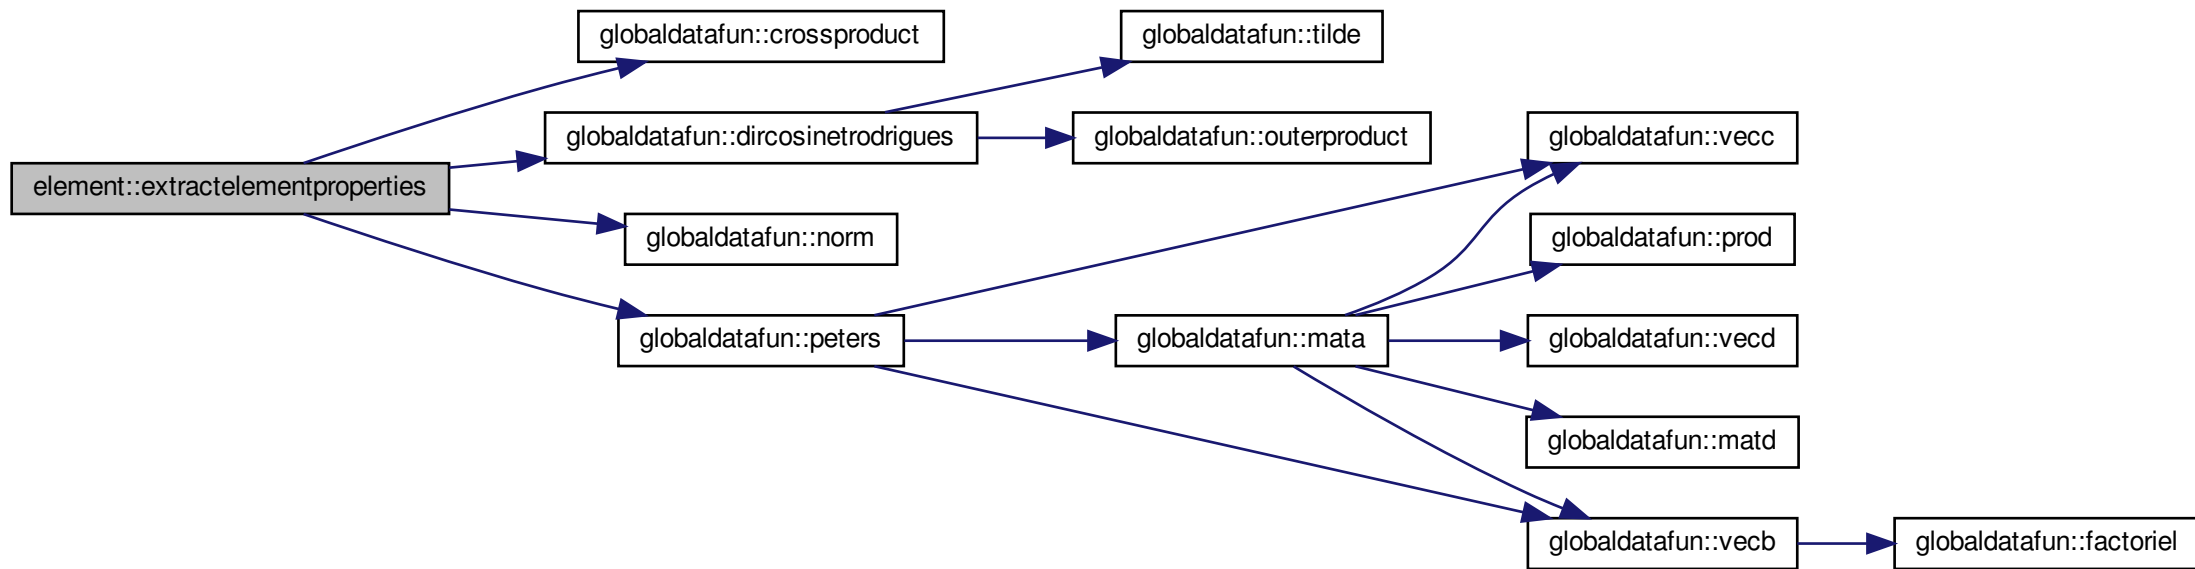 globaldatafun::crossproduct
globaldatafun::tilde
globaldatafun::dircosinetrodrigues
globaldatafun::outerproduct
globaldatafun::vecc
element::extractelementproperties
globaldatafun::norm
globaldatafun::prod
globaldatafun::peters
globaldatafun::mata
globaldatafun::vecd
globaldatafun::matd
globaldatafun::vecb
globaldatafun::factoriel